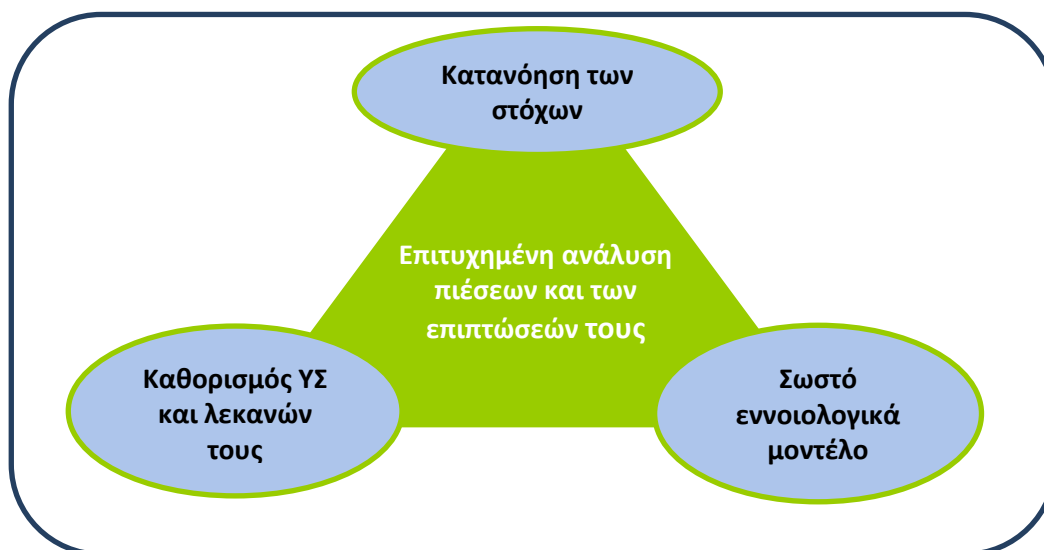 Κατανόηση των
στόχων
Επιτυχημένη ανάλυση
πιέσεων και των
επιπτώσεών τους
Καθορισμός ΥΣ
και λεκανών
τους
Σωστό
εννοιολογικά
μοντέλο